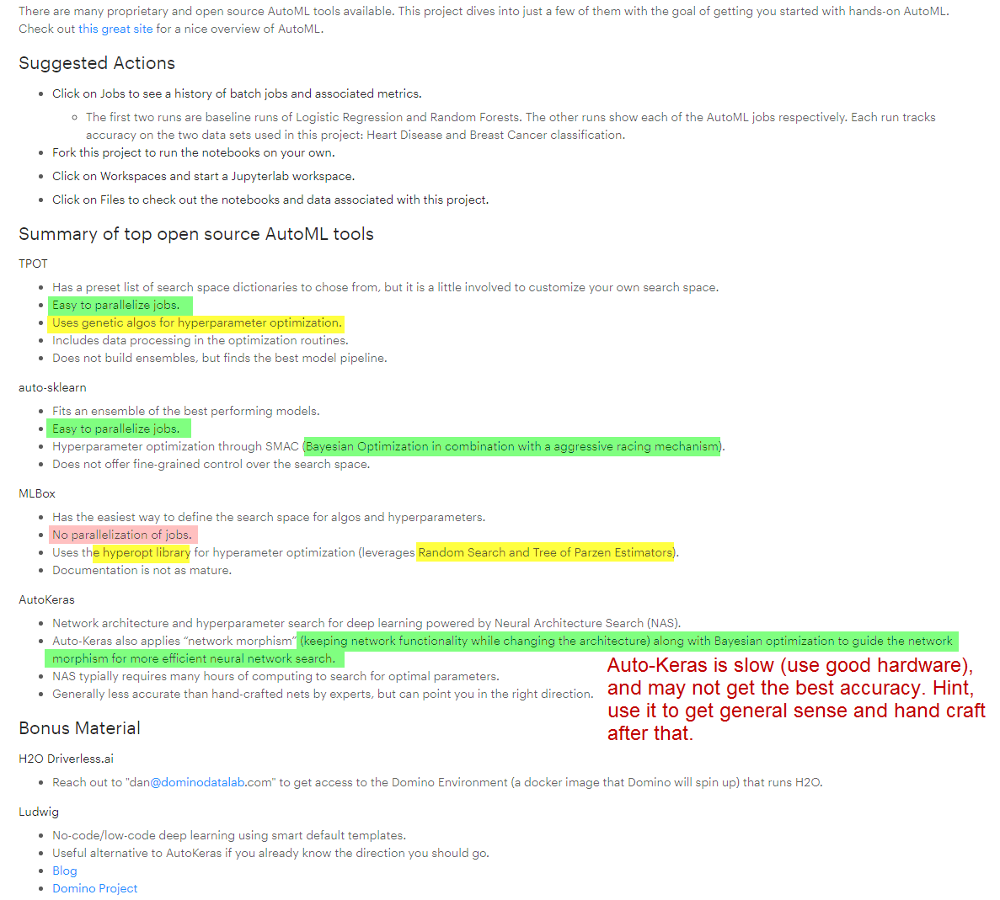 There are many proprietary and open source AutoML tools available. This project dives into just a few of them with the goal of getting you started with hands-on AutoML.
Check out this great site for a nice overview of AutoML.
Suggested Actions
• Click on Jobs to see a history of batch jobs and associated metrics.
◦ The first two runs are baseline runs of Logistic Regression and Random Forests. The other runs show each of the AutoML jobs respectively. Each run tracks
accuracy on the two data sets used in this project: Heart Disease and Breast Cancer classification.
• Fork this project to run the notebooks on your own.
• Click on Workspaces and start a Jupyterlab workspace.
• Click on Files to check out the notebooks and data associated with this project.
Summary of top open source AutoML tools
TPOT
• Has a preset list of search space dictionaries to chose from, but it is a little involved to customize your own search space.
• Easy to parallelize jobs.
• Uses genetic algos for hyperparameter optimization.
• Includes data processing in the optimization routines.
• Does not build ensembles, but finds the best model pipeline.
auto-sklearn
• Fits an ensemble of the best performing models.
• Easy to parallelize jobs.
• Hyperparameter optimization through SMAC (Bayesian Optimization in combination with a aggressive racing mechanism).
• Does not offer fine-grained control over the search space.
MLBox
• Has the easiest way to define the search space for algos and hyperparameters.
• No parallelization of jobs.
• Uses the hyperopt library for hyperameter optimization (leverages Random Search and Tree of Parzen Estimators).
• Documentation is not as mature.
AutoKeras
• Network architecture and hyperparameter search for deep learning powered by Neural Architecture Search (NAS).
• Auto-Keras also applies “network morphism” (keeping network functionality while changing the architecture) along with Bayesian optimization to guide the network
morphism for more efficient neural network search.
• NAS typially requires many hours of computing to search for optimal parameters.
• Generally less accurate than hand-crafted nets by experts, but can point you in the right direction.
Auto-Keras is slow (use good hardware),
and may not get the best accuracy. Hint,
use it to get general sense and hand craft
after that.
Bonus Material
H2O Driverless.ai
• Reach out to "dan@dominodatalab.com" to get access to the Domino Environment (a docker image that Domino will spin up) that runs H2O.
Ludwig
• No-code/low-code deep learning using smart default templates.
• Useful alternative to AutoKeras if you already know the direction you should go.
• Blog
• Domino Project